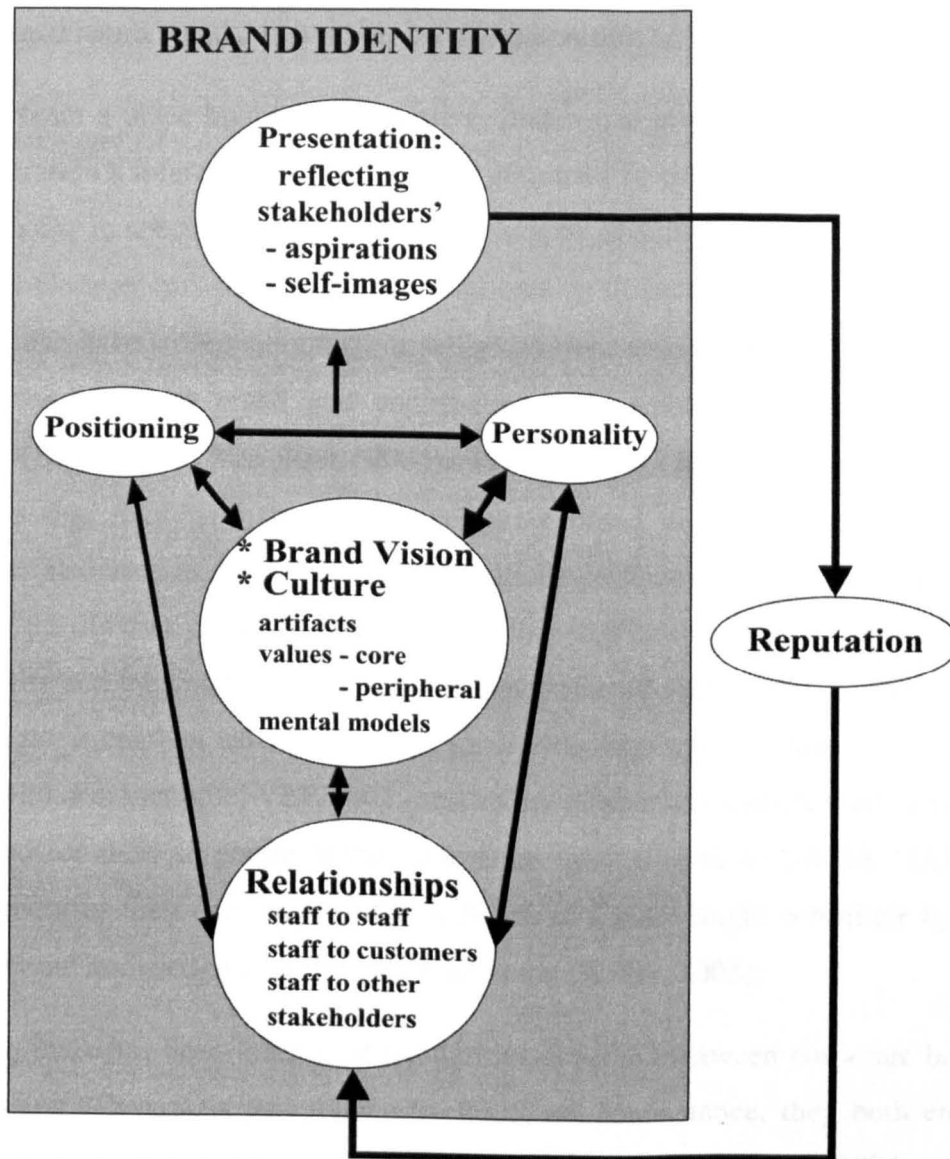 BRAND IDENTITY
Presentation:
reflecting
stakeholders’
- aspirations
- self-images
Positioning
Personality
* Brand Vision
* Culture
artifacts
values - core
- peripheral
mental models
Reputation
Relationships
staff to staff
staff to customers
staff to other
stakeholders